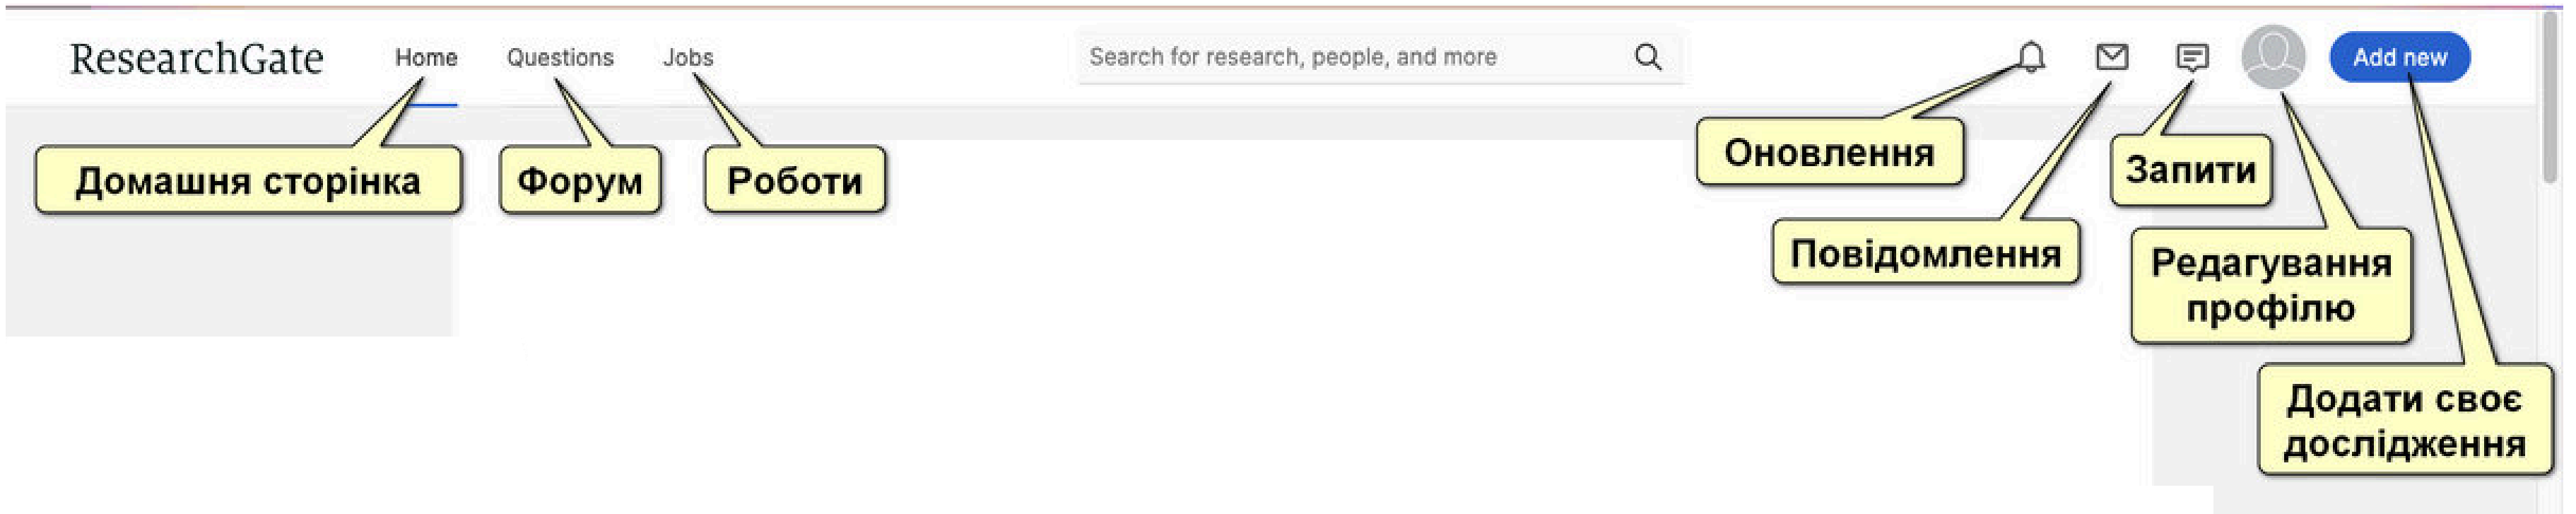 ResearchGate
Home
Questions
Jobs
Search for research, people, and more
Add new
Домашня сторінка
Форум
Роботи
Оновлення
Повідомлення
Запити
Редагування
профілю
Додати своє
дослідження